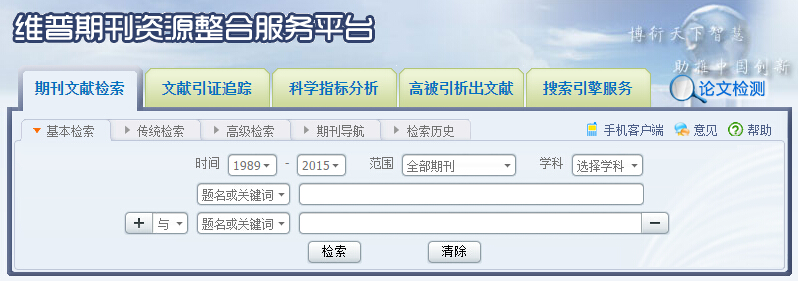 维普期刊资源整合服务平台
博衍天下智慧
助推中国创新
期刊文献检索 文献引证追踪 科学指标分析 高被引析出文献 搜索引擎服务 论文检测
基本检索 传统检索 高级检索 期刊导航 检索历史 手机客户端 意见 帮助
时间 1989 - 2015 范围 全部期刊 学科 选择学科
题名或关键词
+ 与 题名或关键词 −
检索 清除